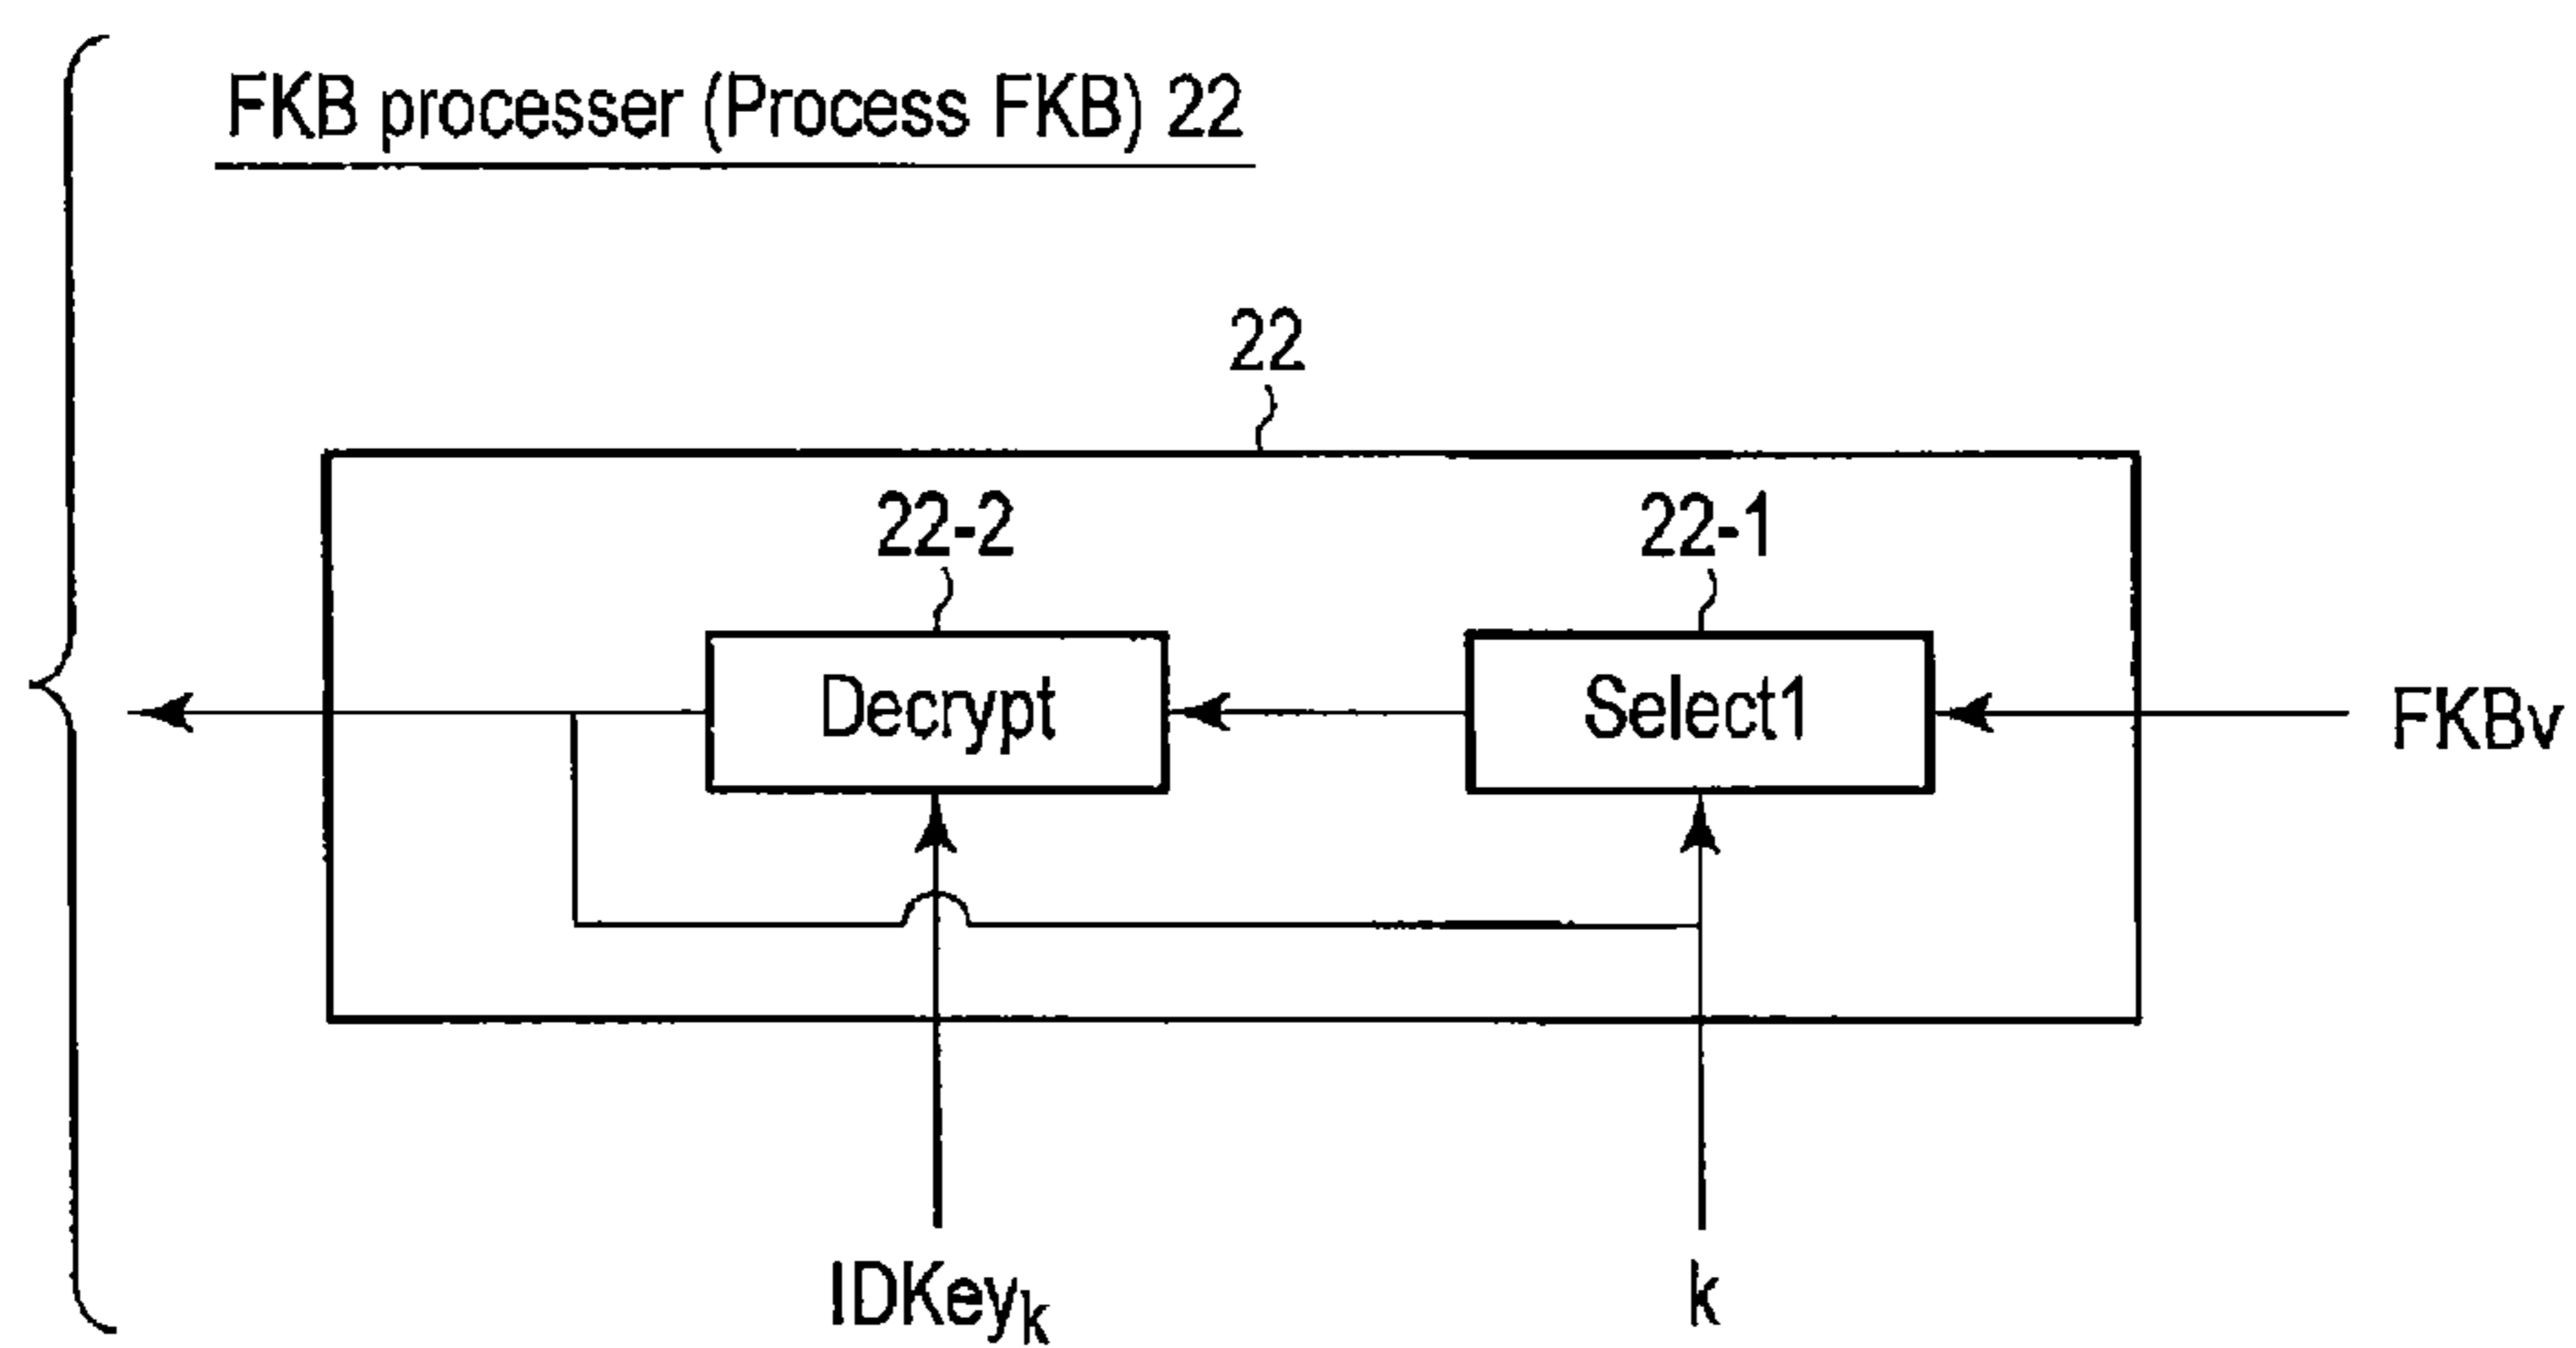 FKB processer (Process FKB) 22
22
22-2 22-1
Decrypt Select1 FKBv
IDKeyk k